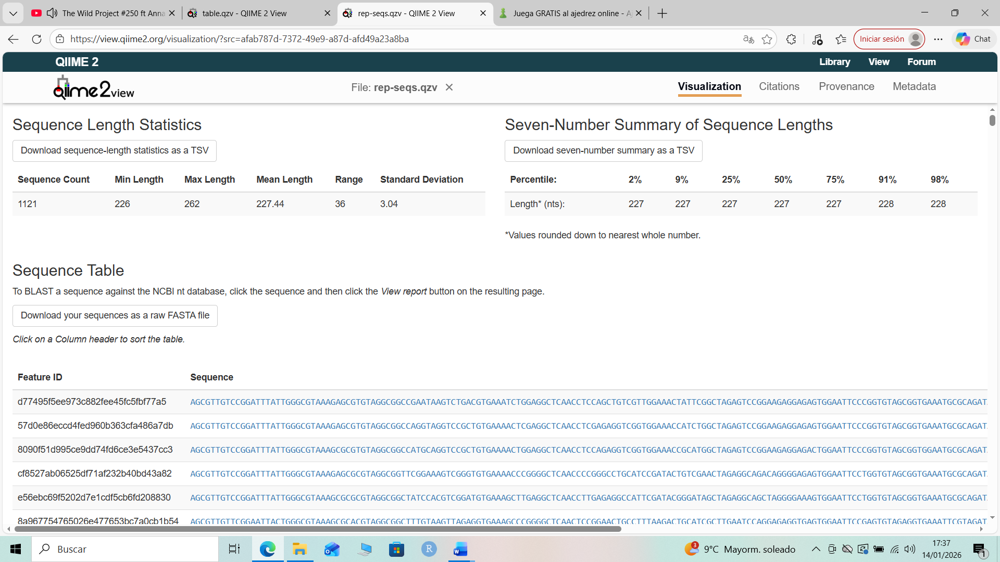 The Wild Project #250 ft Anna
table.qzv - QIIME 2 View
rep-seqs.qzv - QIIME 2 View
Juega GRATIS al ajedrez online - A
https://view.qiime2.org/visualization/?src=afab787d-7372-49e9-a87d-afd49a23a8ba
Iniciar sesión
Chat
QIIME 2
Library View Forum
qiime2view
File: rep-seqs.qzv
Visualization Citations Provenance Metadata
Sequence Length Statistics
Download sequence-length statistics as a TSV
Sequence Count Min Length Max Length Mean Length Range Standard Deviation
1121 226 262 227.44 36 3.04
Seven-Number Summary of Sequence Lengths
Download seven-number summary as a TSV
Percentile: 2% 9% 25% 50% 75% 91% 98%
Length* (nts): 227 227 227 227 227 228 228
*Values rounded down to nearest whole number.
Sequence Table
To BLAST a sequence against the NCBI nt database, click the sequence and then click the View report button on the resulting page.
Download your sequences as a raw FASTA file
Click on a Column header to sort the table.
Feature ID Sequence
d77495f5ee973c882fee45fc5fbf77a5 AGCGTTGTCCGGATTTATTGGGCGTAAAGAGCGTGTAGGCGGCCGAATAAGTCTGACGTGAAATCTGGAGGCTCAACCTCCAGCTGTCGTTGGAAACTATTCGGCTAGAGTCCGGAAGAGGAGAGTGGAATTCCCGGTGTAGCGGTGAAATGCGCAGAT
57d0e86eccd4fed960b363cfa486a7db AGCGTTGTCCGGATTTATTGGGCGTAAAGAGCGTGTAGGCGGCCAGGTAGGTCCGCTGTGAAAACTCGAGGCTCAACCTCGAGAGGTCGGTGGAAACCATCTGGCTAGAGTCCGGAAGAGGAGAGTGGAATTCCCGGTGTAGCGGTGAAATGCGCAGAT
8090f51d995ce9dd74fd6ce3e5437cc3 AGCGTTGTCCGGATTTATTGGGCGTAAAGCGCGTGTAGGCGGCCATGCAGGTCCGCTGTGAAAACTGGAGGCTCAACCTCCAGAGGTCGGTGGAAACCGCATGGCTAGAGTCCGGAAGAGGAGACTGGAATTCCCGGTGTAGCGGTGGAATGCGCAGAT
cf8527ab06525df71af232b40bd43a82 AGCGTTGTCCGGATTTATTGGGCGTAAAGAGCGCGTAGGCGGTTCGGAAAGTCGGGTGTGAAAACCCGGGGCTCAACCCCGGGCCTGCATCCGATACTGTCGAACTAGAGGCAGACAGGGGAGAGTGGAATTCCTGGTGTAGCGGTGAAATGCGCAGAT
e56ebc69f5202d7e1cdf5cb6fd208830 AGCGTTGTCCGGATTTATTGGGCGTAAAGCGCGCGTAGGCGGCTATCCACGTCGGATGTGAAAGCTTGAGGCTCAACCTTGAGAGGCCATTCGATACGGGATAGCTAGAGGCAGCTAGGGGAAAGTGGAATTCCTGGTGTAGCGGTGAAATGCGCAGAT
8a967754765026e477653bc7a0cb1b54 AGCGTTGTTCGGAATTACTGGGCGTAAAGCGCACGTAGGCGGCTTTGTAAGTTAGAGGTGAAAGCCCGGGGCTCAACTCCGGAACTGCCTTTAAGACTGCATCGCTTGAATCCAGGAGAGGTGAGTGGAATTCCGAGTGTAGAGGTGAAATTCGTAGAT
Buscar
3
9°C Mayorm. soleado
17:37
14/01/2026
1